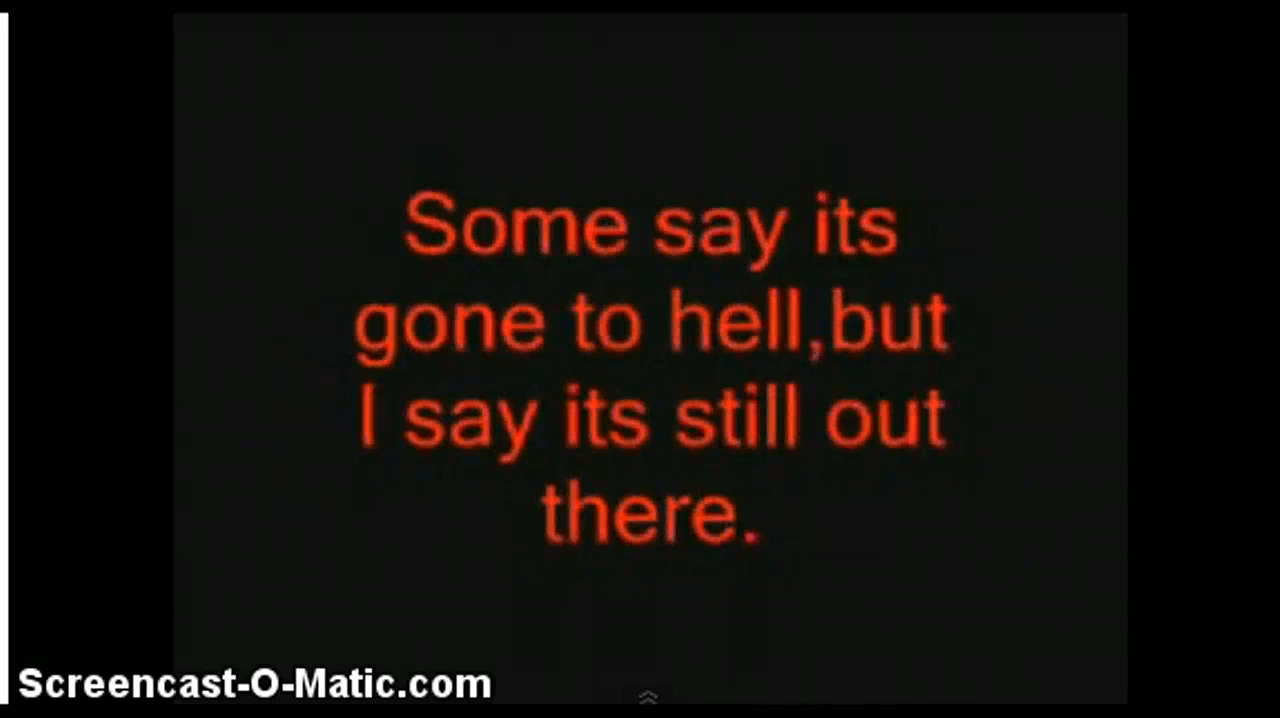 Some say its
gone to hell,but
I say its still out
there.
Screencast-O-Matic.com